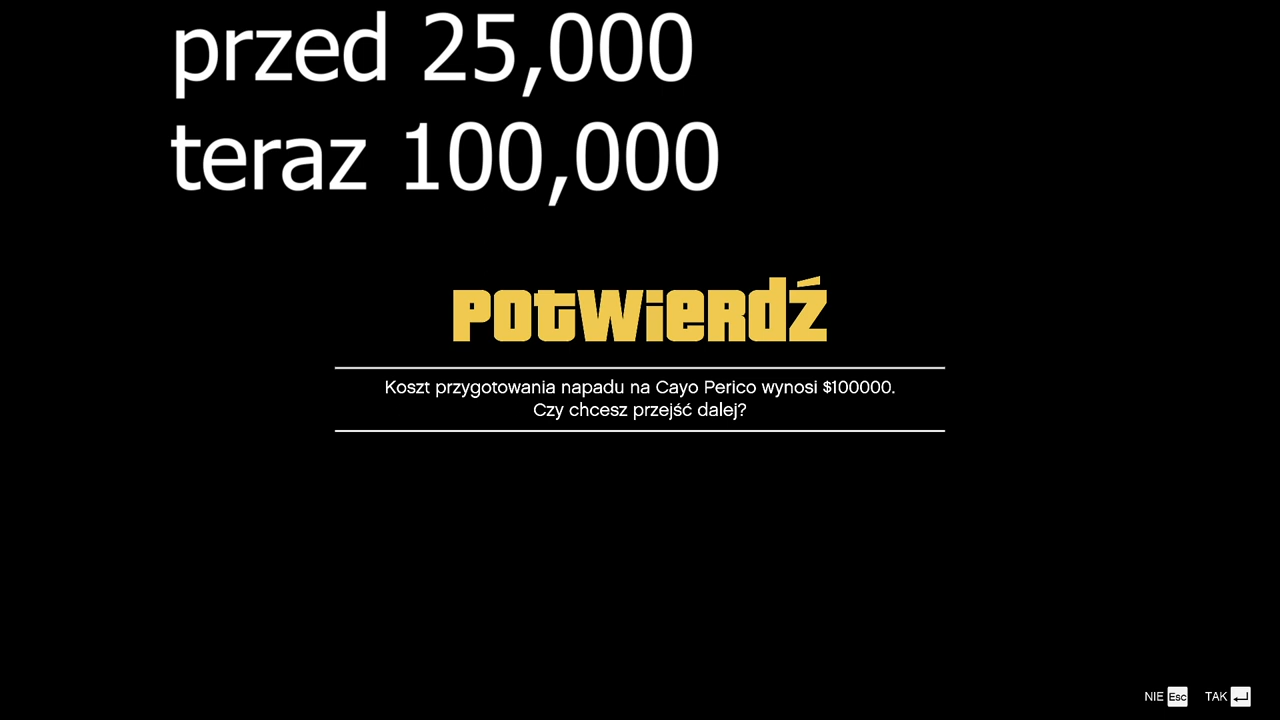 przed 25,000
teraz 100,000
POTWIERDŹ
Koszt przygotowania napadu na Cayo Perico wynosi $100000.
Czy chcesz przejść dalej?
NIE Esc TAK